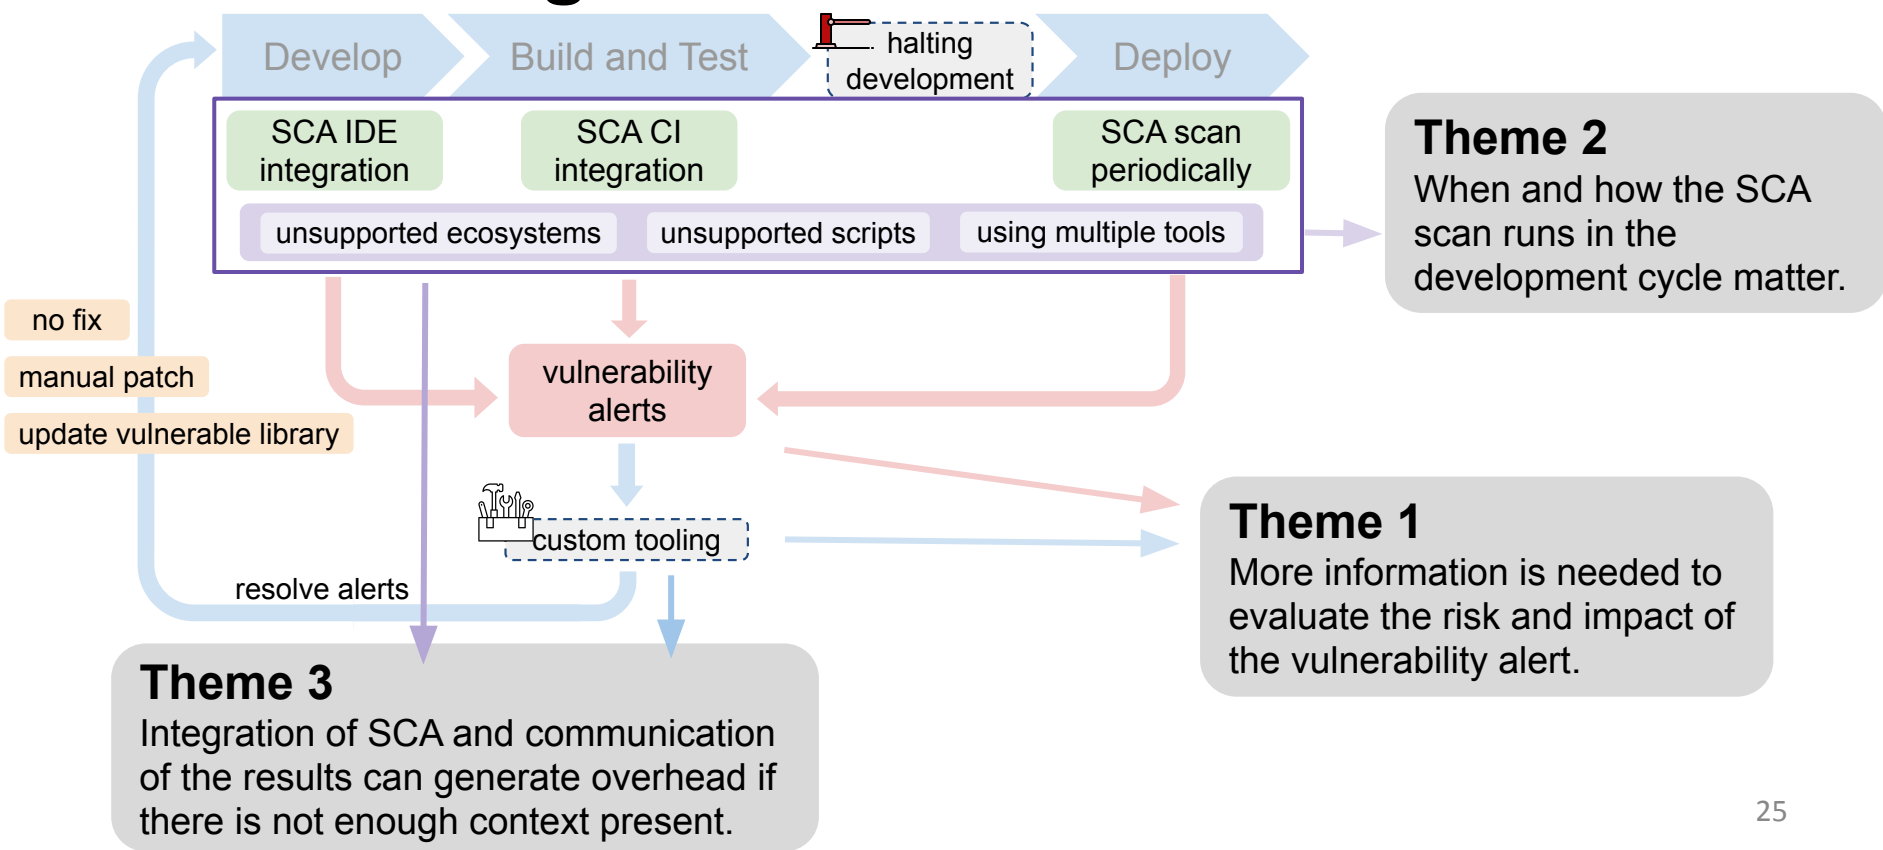 Develop
Build and Test
halting
development
Deploy
SCA IDE
integration
SCA CI
integration
SCA scan
periodically
unsupported ecosystems
unsupported scripts
using multiple tools
Theme 2
When and how the SCA
scan runs in the
development cycle matter.
no fix
manual patch
update vulnerable library
vulnerability
alerts
custom tooling
resolve alerts
Theme 1
More information is needed to
evaluate the risk and impact of
the vulnerability alert.
Theme 3
Integration of SCA and communication
of the results can generate overhead if
there is not enough context present.
25